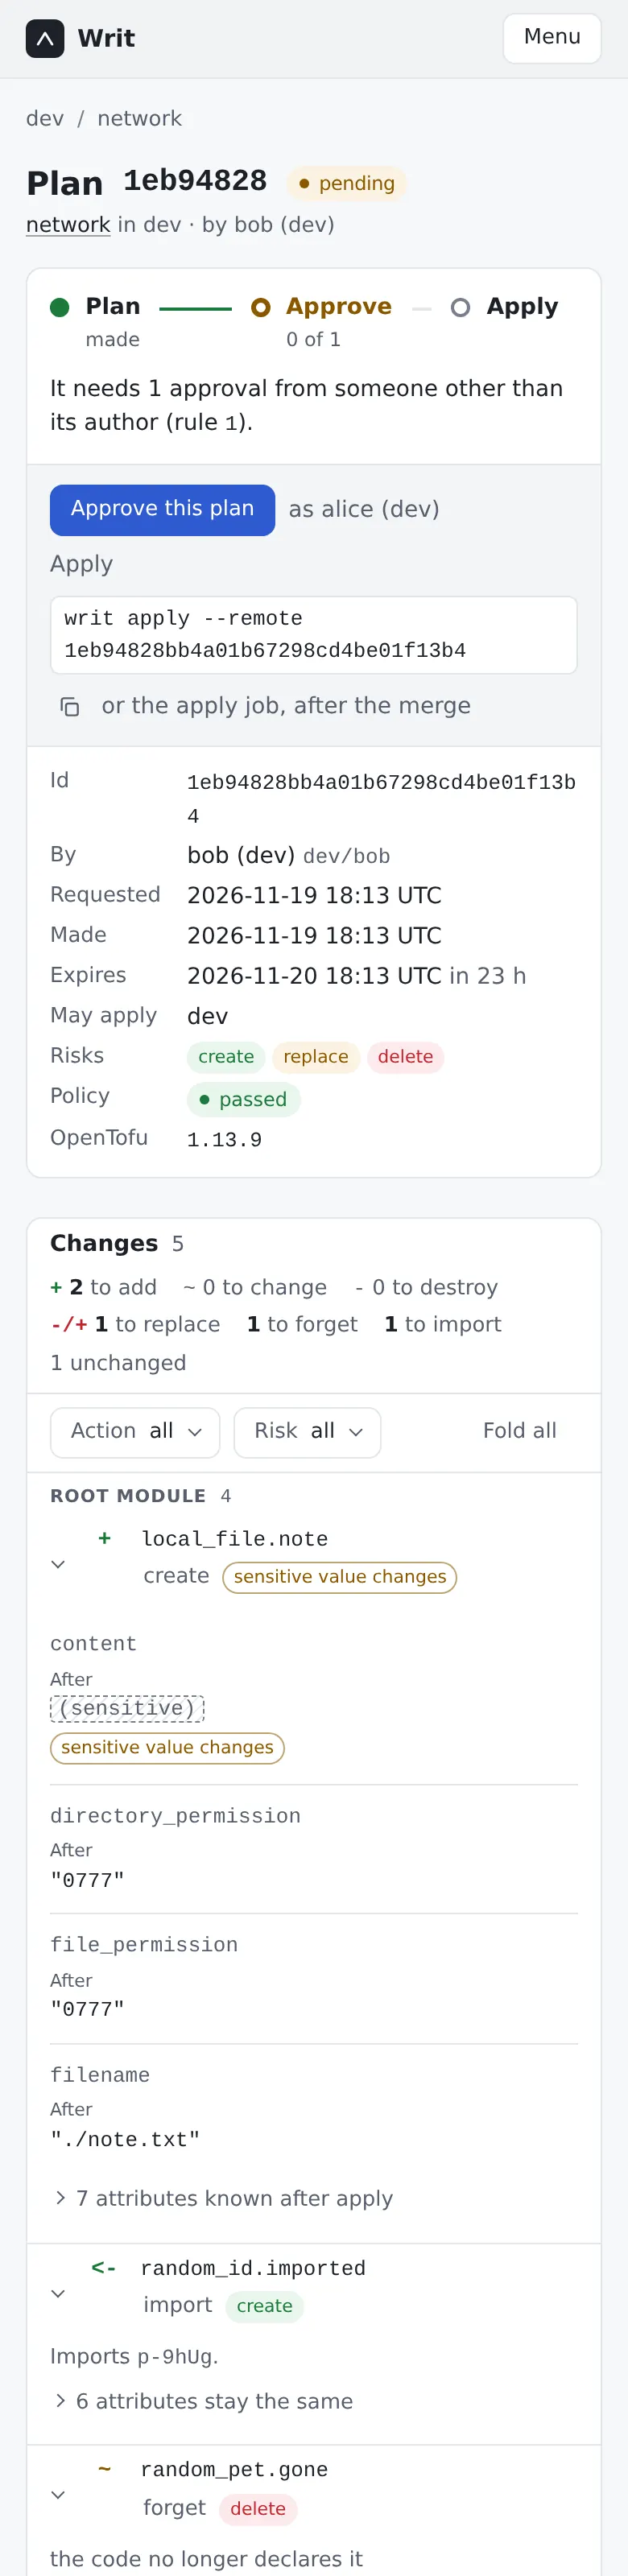 Writ
Menu
dev / network
Plan 1eb94828 pending
network in dev · by bob (dev)
Plan Approve Apply
made 0 of 1
It needs 1 approval from someone other than
its author (rule 1).
Approve this plan as alice (dev)
Apply
writ apply --remote
1eb94828bb4a01b67298cd4be01f13b4
or the apply job, after the merge
Id 1eb94828bb4a01b67298cd4be01f13b
4
By bob (dev) dev/bob
Requested 2026-11-19 18:13 UTC
Made 2026-11-19 18:13 UTC
Expires 2026-11-20 18:13 UTC in 23 h
May apply dev
Risks create replace delete
Policy passed
OpenTofu 1.13.9
Changes 5
+ 2 to add ~ 0 to change - 0 to destroy
-/+ 1 to replace 1 to forget 1 to import
1 unchanged
Action all Risk all Fold all
ROOT MODULE 4
+ local_file.note
create sensitive value changes
content
After
(sensitive)
sensitive value changes
directory_permission
After
"0777"
file_permission
After
"0777"
filename
After
"./note.txt"
7 attributes known after apply
<- random_id.imported
import create
Imports p-9hUg.
6 attributes stay the same
~ random_pet.gone
forget delete
the code no longer declares it